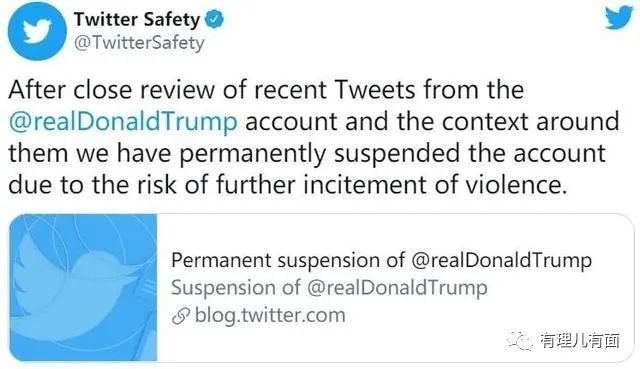 Twitter Safety
@TwitterSafety
After close review of recent Tweets from the
@realDonaldTrump account and the context around
them we have permanently suspended the account
due to the risk of further incitement of violence.
Permanent suspension of @realDonaldTrump
Suspension of @realDonaldTrump
blog.twitter.com
有理儿有面